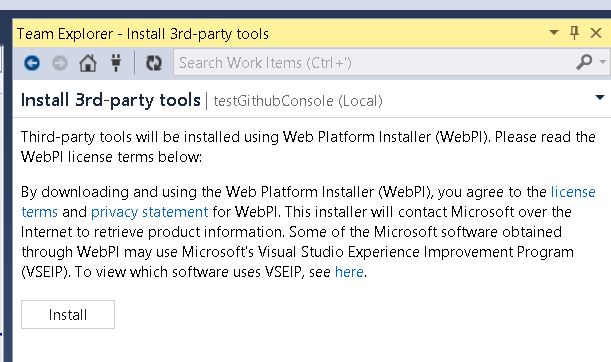 Team Explorer - Install 3rd-party tools
Search Work Items (Ctrl+')
Install 3rd-party tools | testGithubConsole (Local)
Third-party tools will be installed using Web Platform Installer (WebPI). Please read the
WebPI license terms below:
By downloading and using the Web Platform Installer (WebPI), you agree to the license
terms and privacy statement for WebPI. This installer will contact Microsoft over the
Internet to retrieve product information. Some of the Microsoft software obtained
through WebPI may use Microsoft's Visual Studio Experience Improvement Program
(VSEIP). To view which software uses VSEIP, see here.
Install